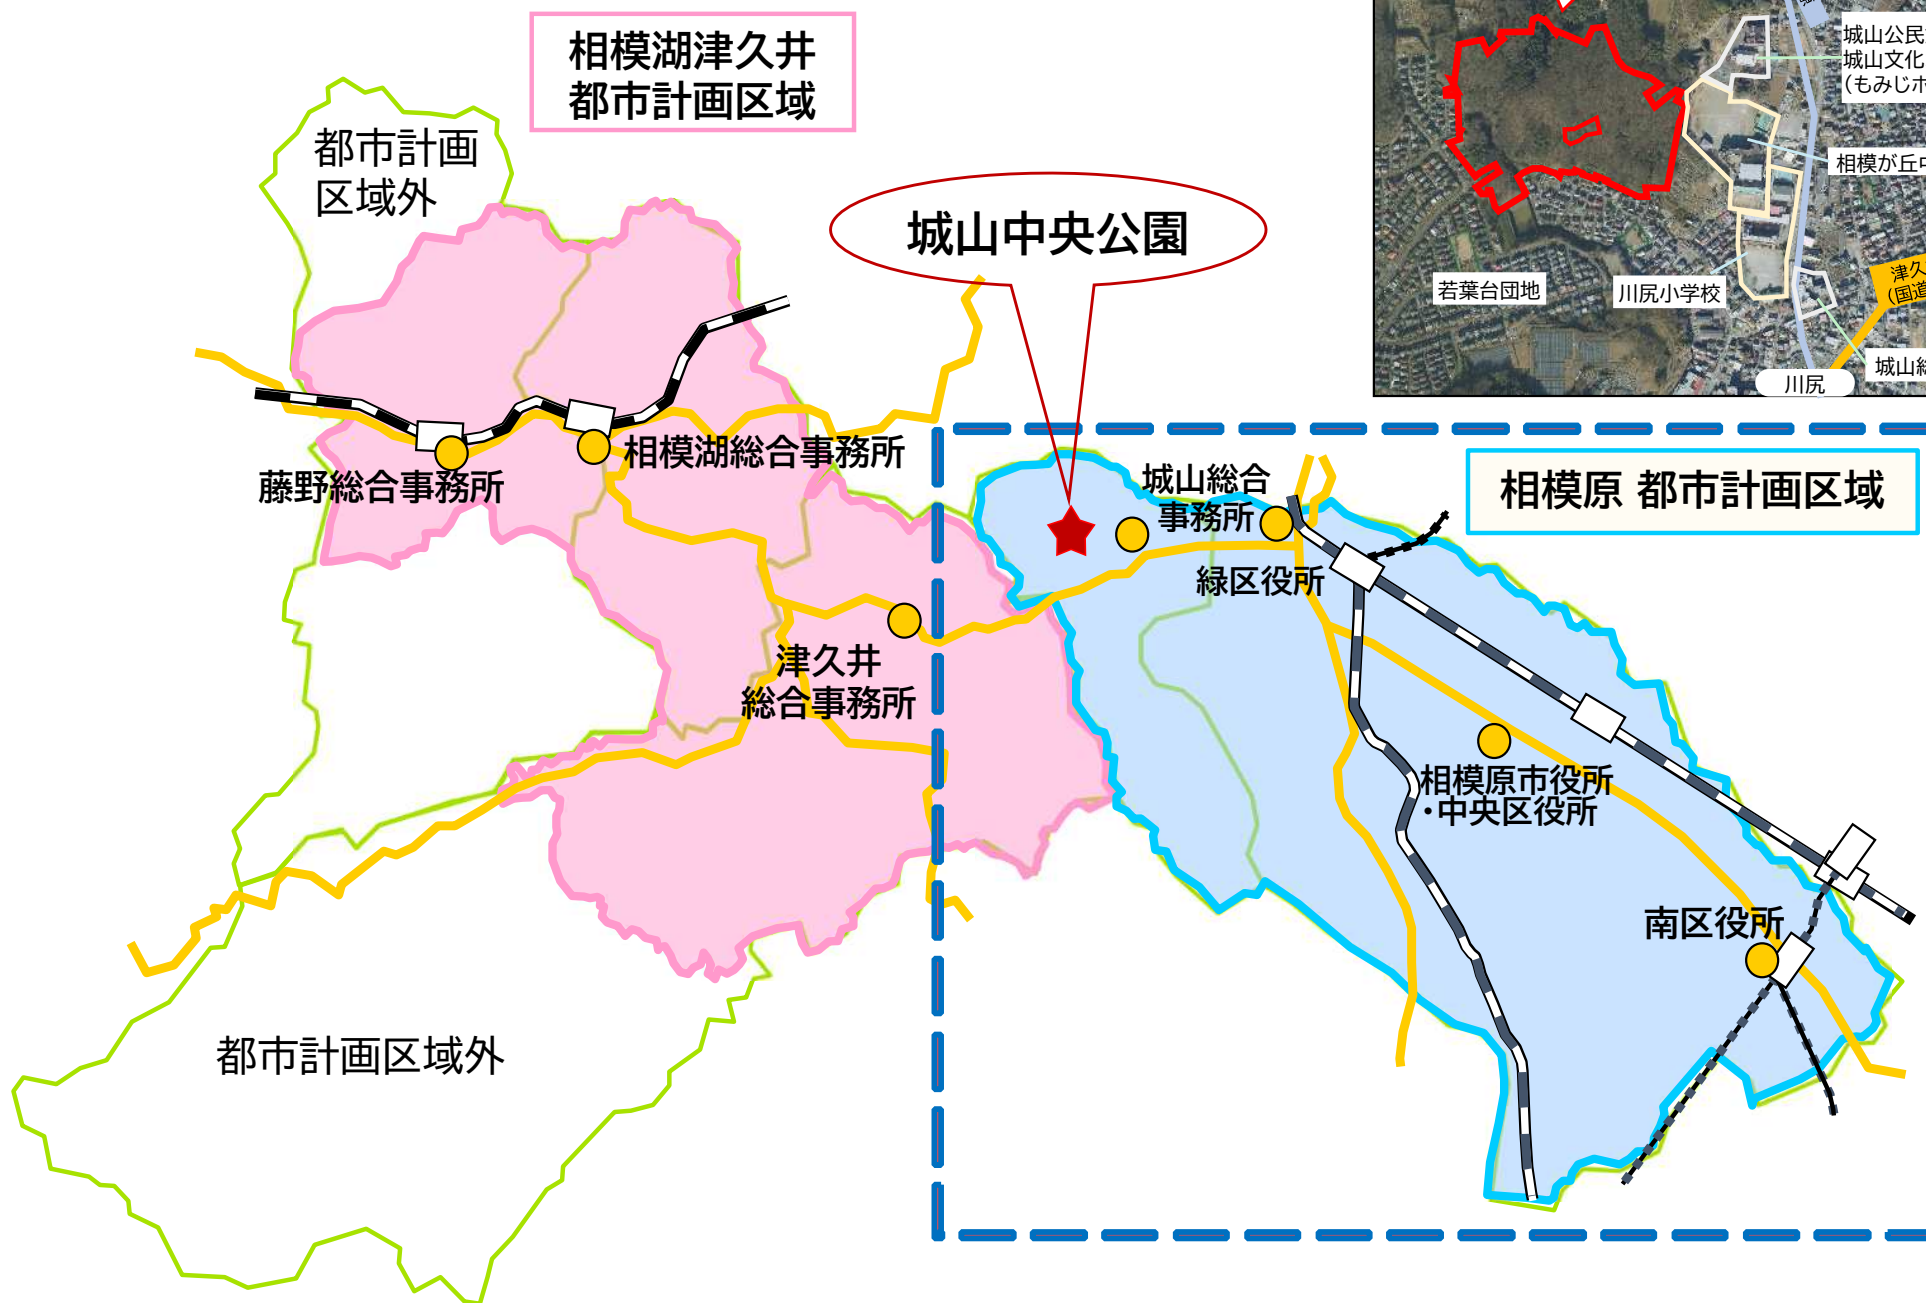 相模湖津久井
都市計画区域
都市計画
区域外
城山中央公園
城山公民
城山文化
(もみじホ
相模が丘中
若葉台団地
川尻小学校
津久
(国道
城山総
川尻
相模湖総合事務所
藤野総合事務所
城山総合
事務所
相模原 都市計画区域
緑区役所
津久井
総合事務所
相模原市役所
・中央区役所
南区役所
都市計画区域外